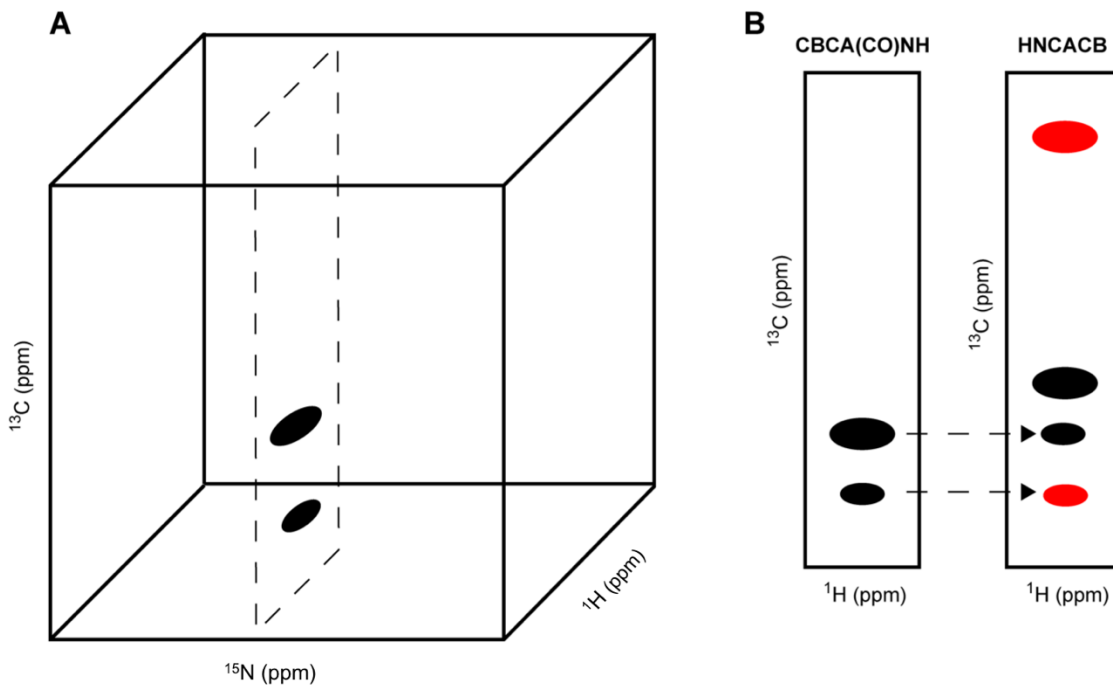 A
¹³C (ppm)
¹⁵N (ppm)
¹H (ppm)
B
CBCA(CO)NH
HNCACB
¹³C (ppm)
¹³C (ppm)
¹H (ppm)
¹H (ppm)